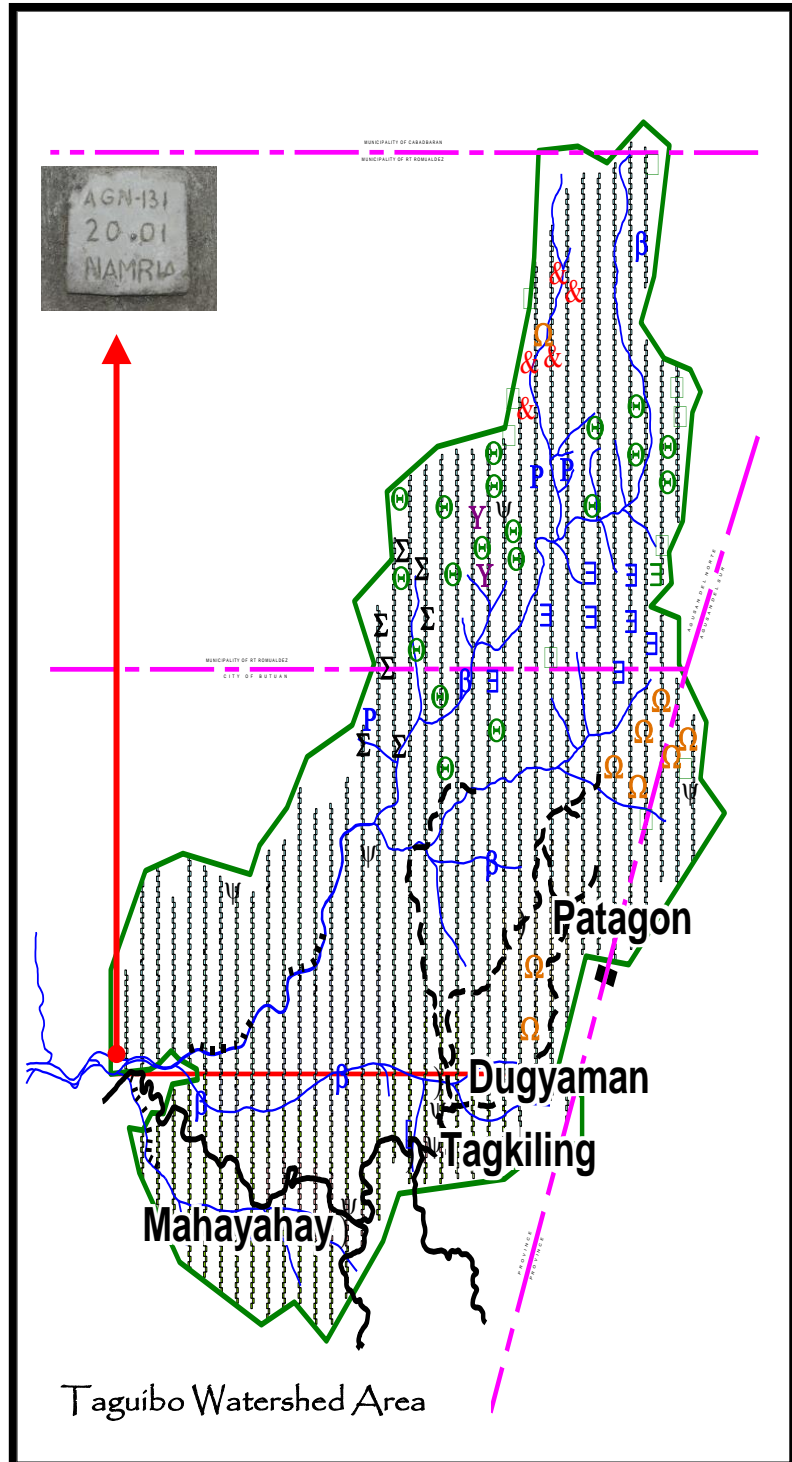 MUNICIPALITY OF CABADBARAN
MUNICIPALITY OF RT ROMUALDEZ
AGN-131
20.01
NAMRIA
β
&
&
Ω
&
&
&
Θ
Θ
Θ
Θ
Θ
Θ
P
P
Θ
Θ
Θ
Θ
Θ
Υ
ψ
Θ
Σ
Θ
Θ
Σ
Θ
Θ
Υ
Ξ
Ξ
Ξ
AGUSAN DEL NORTE
AGUSAN DEL SUR
Σ
Σ
Ξ
Ξ
Ξ
Ξ
Θ
MUNICIPALITY OF RT ROMUALDEZ
CITY OF BUTUAN
Σ
β
Ξ
Ξ
Θ
Ω
P
Θ
Ω
Ω
Σ
Σ
Ω
Θ
Ω
Ω
ψ
ψ
β
ψ
Patagon
Ω
Ω
Dugyaman
β
β
ψ
Tagkiling
ψ
Mahayahay
PROVINCE
PROVINCE
Taguibo Watershed Area